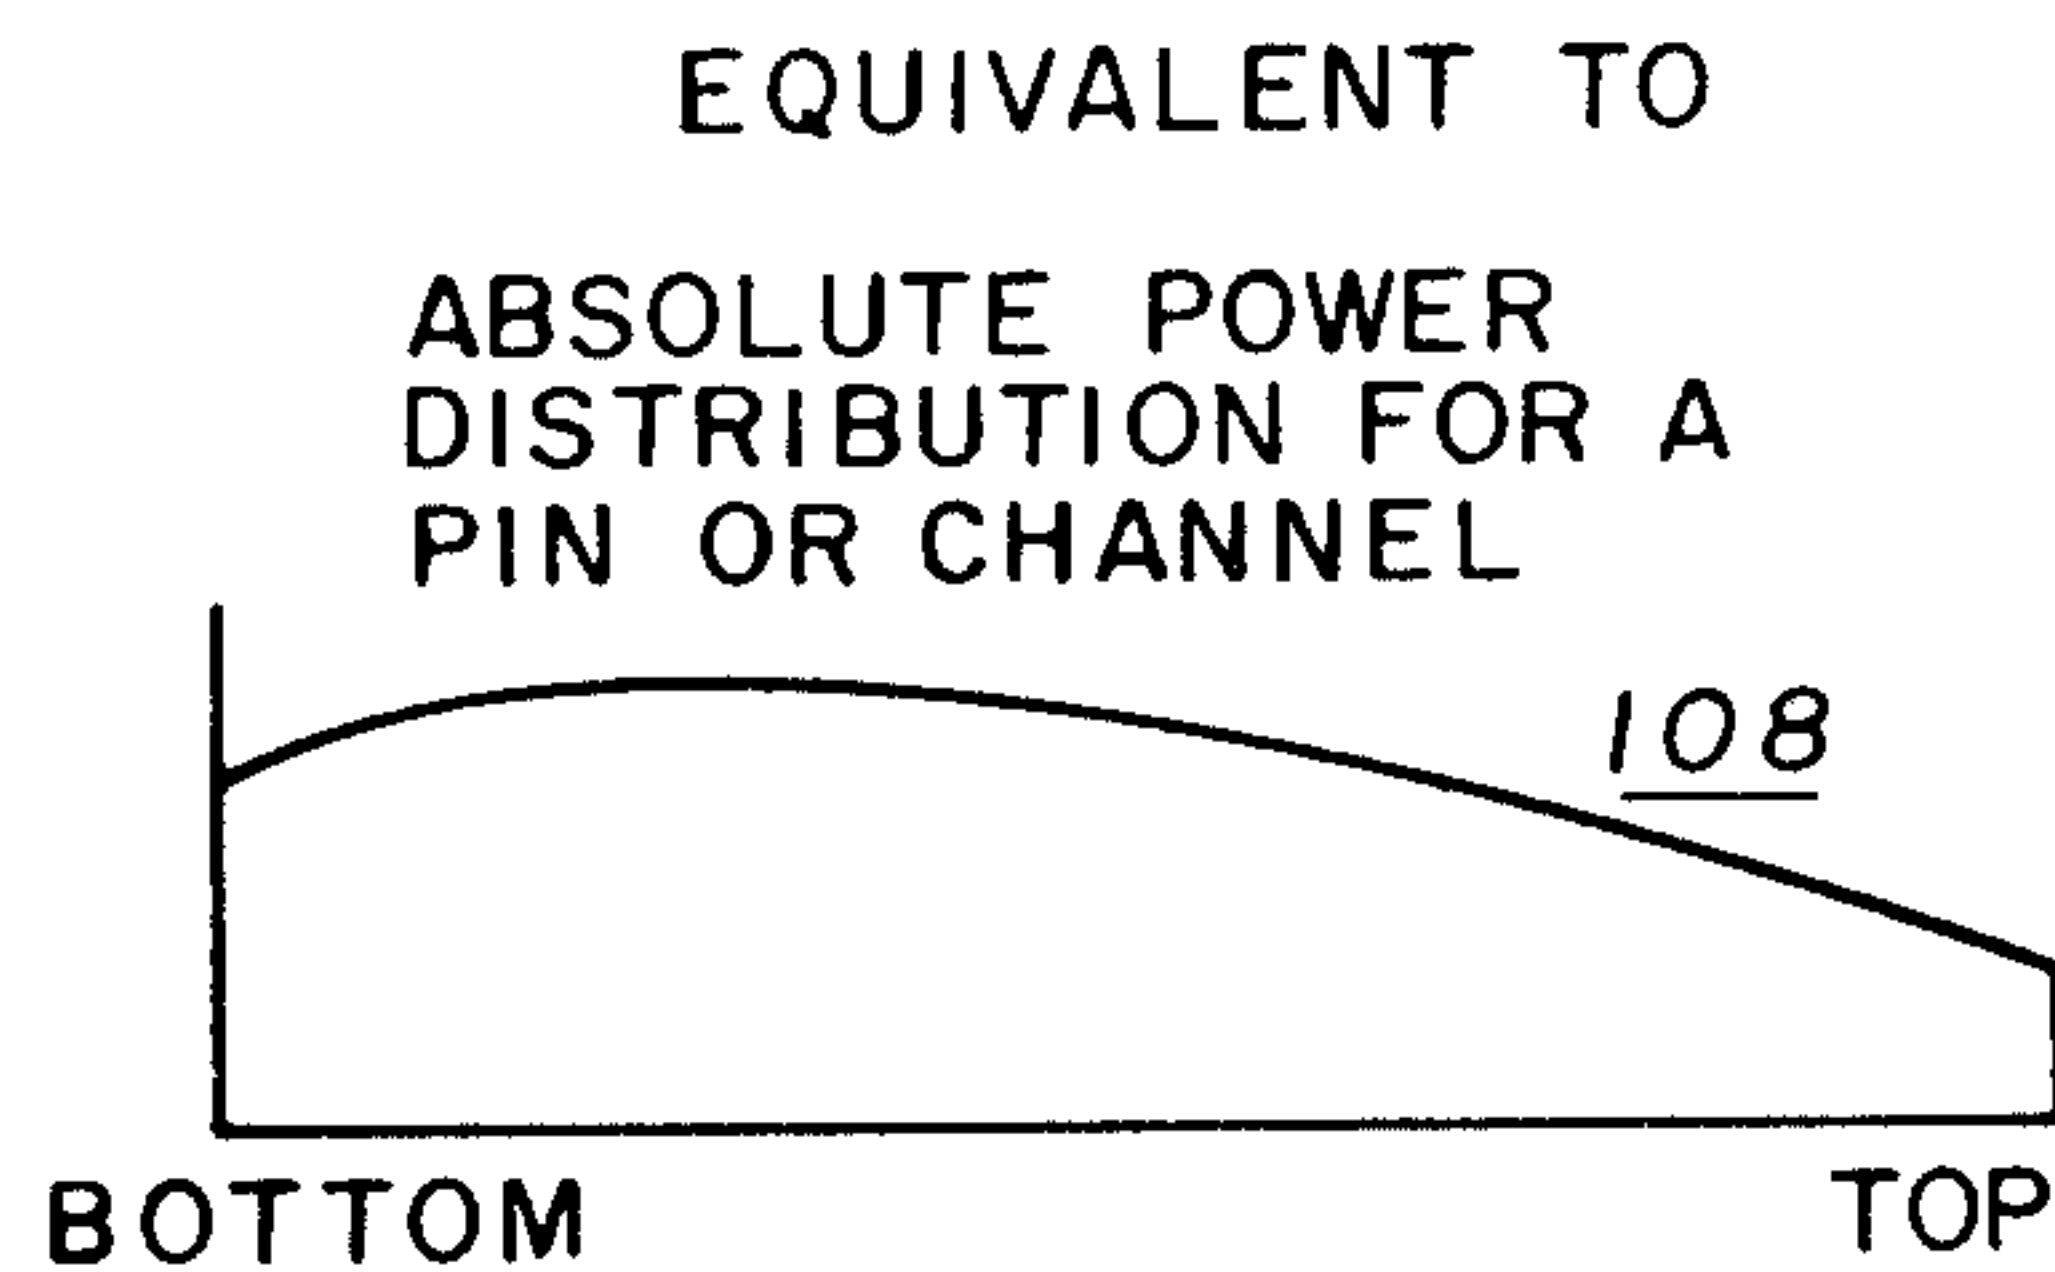 EQUIVALENT TO
ABSOLUTE POWER
DISTRIBUTION FOR A
PIN OR CHANNEL
108
BOTTOM TOP